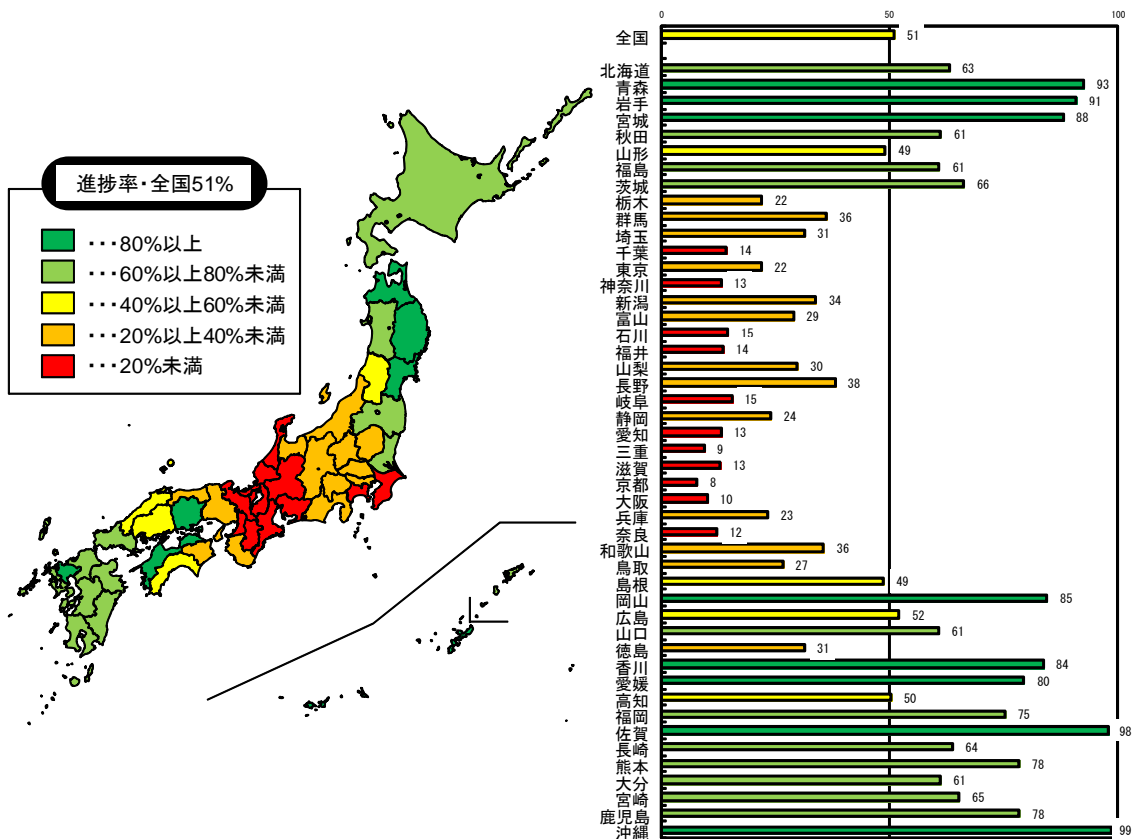 進捗率・全国51%
・・・80%以上
・・・60%以上80%未満
・・・40%以上60%未満
・・・20%以上40%未満
・・・20%未満
0 50 100
全国 51
北海道 63
青森 93
岩手 91
宮城 88
秋田 61
山形 49
福島 61
茨城 66
栃木 22
群馬 36
埼玉 31
千葉 14
東京 22
神奈川 13
新潟 34
富山 29
石川 15
福井 14
山梨 30
長野 38
岐阜 15
静岡 24
愛知 13
三重 9
滋賀 13
京都 8
大阪 10
兵庫 23
奈良 12
和歌山 36
鳥取 27
島根 49
岡山 85
広島 52
山口 61
徳島 31
香川 84
愛媛 80
高知 50
福岡 75
佐賀 98
長崎 64
熊本 78
大分 61
宮崎 65
鹿児島 78
沖縄 99